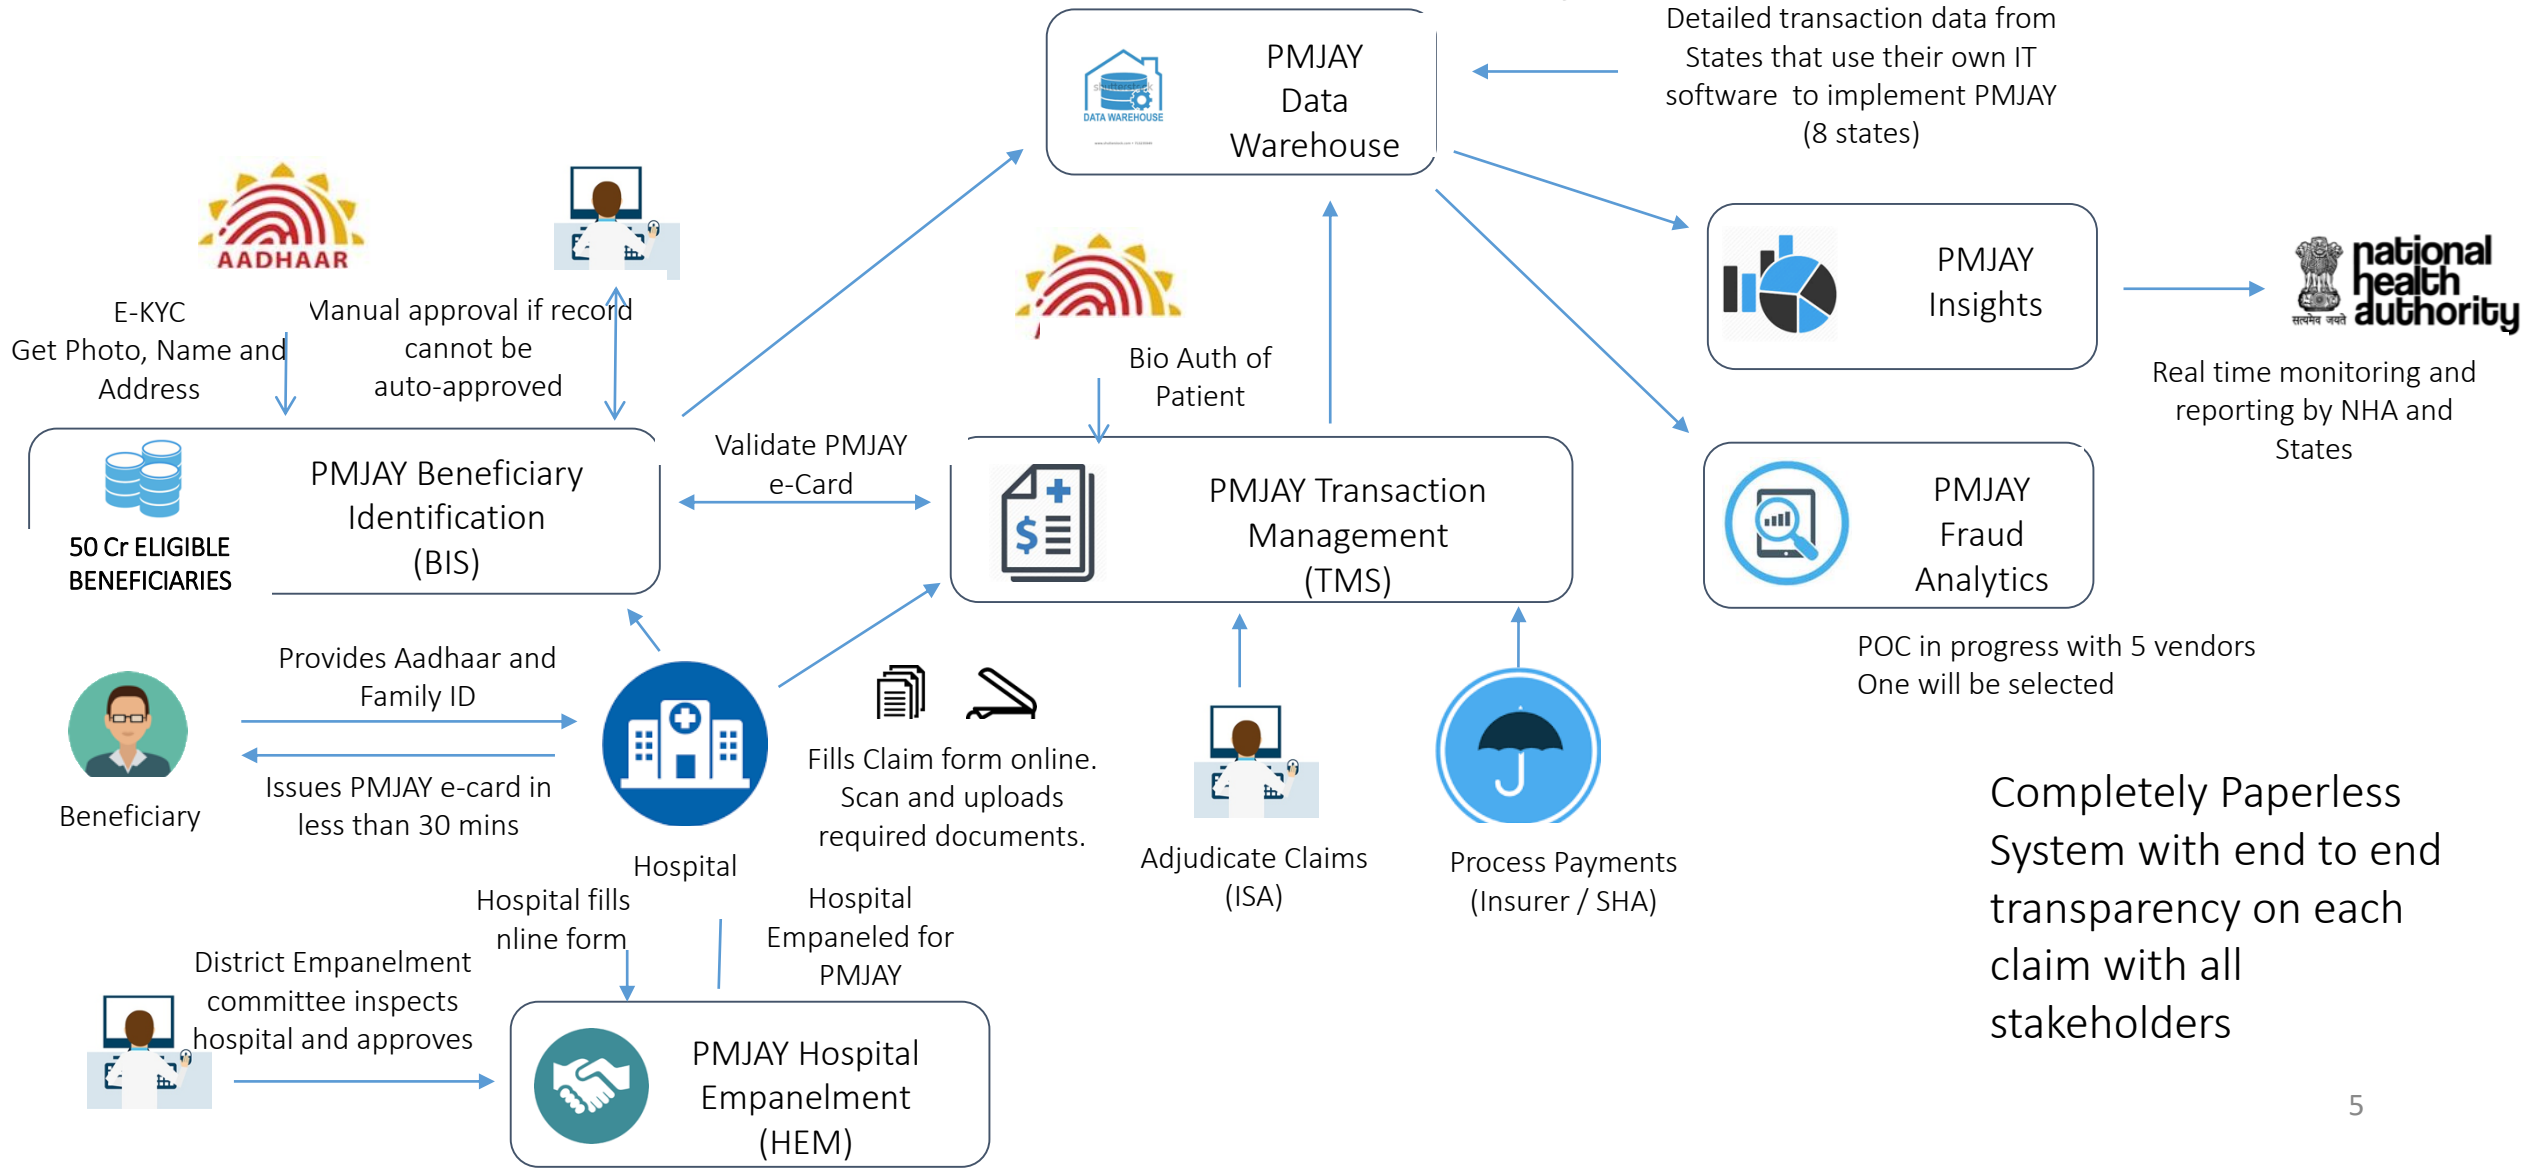 Detailed transaction data from
States that use their own IT
software to implement PMJAY
(8 states)
PMJAY
Data
Warehouse
shutterstock
DATA WAREHOUSE
AADHAAR
E-KYC
Get Photo, Name and
Address
Manual approval if record
cannot be
auto-approved
Bio Auth of
Patient
PMJAY
Insights
national
health
authority
सत्यमेव जयते
Real time monitoring and
reporting by NHA and
States
50 Cr ELIGIBLE
BENEFICIARIES
PMJAY Beneficiary
Identification
(BIS)
Validate PMJAY
e-Card
PMJAY Transaction
Management
(TMS)
PMJAY
Fraud
Analytics
POC in progress with 5 vendors
One will be selected
Provides Aadhaar and
Family ID
Issues PMJAY e-card in
less than 30 mins
Beneficiary
Hospital
Fills Claim form online.
Scan and uploads
required documents.
Adjudicate Claims
(ISA)
Process Payments
(Insurer / SHA)
Completely Paperless
System with end to end
transparency on each
claim with all
stakeholders
Hospital fills
nline form
Hospital
Empaneled for
PMJAY
District Empanelment
committee inspects
hospital and approves
PMJAY Hospital
Empanelment
(HEM)
5